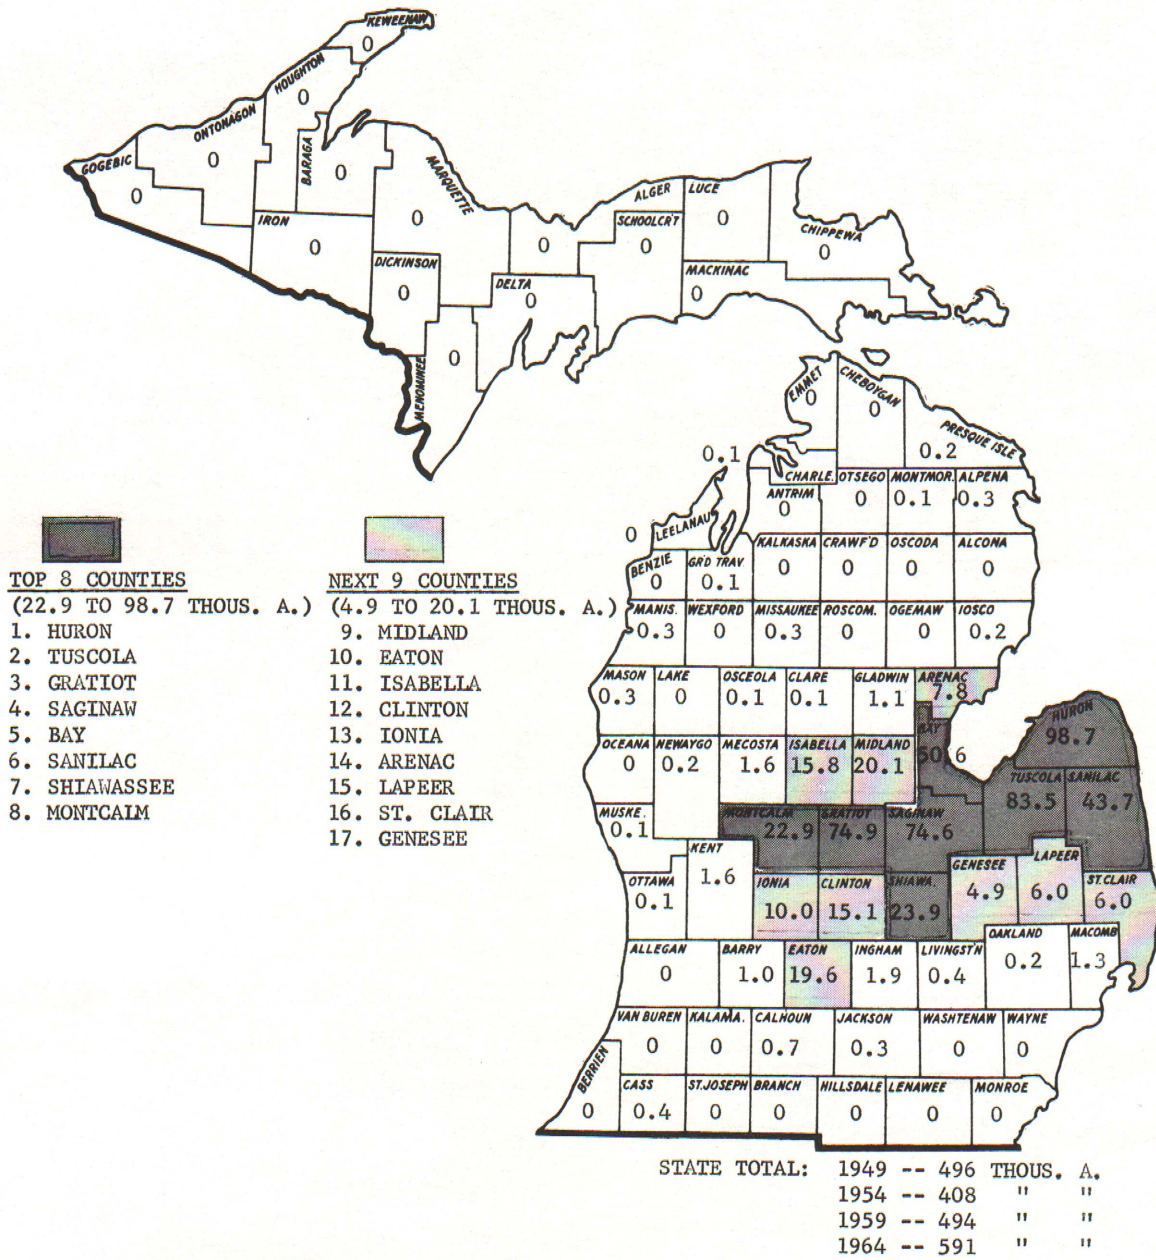 KEWEENAW
0
HOUGHTON
0
ONTONAGON
0
GOGEBIC
0
BARAGA
0
MARQUETTE
0
IRON
0
DICKINSON
0
MENOMINEE
0
DELTA
0
ALGER
0
SCHOOLCR'T
0
LUCE
0
CHIPPEWA
0
MACKINAC
0
EMMET
0
CHEBOYGAN
0
PRESQUE ISLE
0.2
0.1
CHARLE.
ANTRIM
0
OTSEGO
0
MONTMOR.
0.1
ALPENA
0.3
0
LEELANAU
BENZIE
0
GR'D TRAV.
0.1
KALKASKA
0
CRAWF'D
0
OSCODA
0
ALCONA
0
MANIS.
0.3
WEXFORD
0
MISSAUKEE
0.3
ROSCOM.
0
OGEMAW
0
IOSCO
0.2
MASON
0.3
LAKE
0
OSCEOLA
0.1
CLARE
0.1
GLADWIN
1.1
ARENAC
7.8
OCEANA
0
NEWAYGO
0.2
MECOSTA
1.6
ISABELLA
15.8
MIDLAND
20.1
BAY
50.6
HURON
98.7
MUSKE.
0.1
MONTCALM
22.9
GRATIOT
74.9
SAGINAW
74.6
TUSCOLA
83.5
SANILAC
43.7
KENT
1.6
OTTAWA
0.1
IONIA
10.0
CLINTON
15.1
SHIAWA.
23.9
GENESEE
4.9
LAPEER
6.0
ST.CLAIR
6.0
ALLEGAN
0
BARRY
1.0
EATON
19.6
INGHAM
1.9
LIVINGST'N
0.4
OAKLAND
0.2
MACOMB
1.3
VAN BUREN
0
KALAMA.
0
CALHOUN
0.7
JACKSON
0.3
WASHTENAW
0
WAYNE
0
BERRIEN
0
CASS
0.4
ST.JOSEPH
0
BRANCH
0
HILLSDALE
0
LENAWEE
0
MONROE
0
TOP 8 COUNTIES
(22.9 TO 98.7 THOUS. A.)
1. HURON
2. TUSCOLA
3. GRATIOT
4. SAGINAW
5. BAY
6. SANILAC
7. SHIAWASSEE
8. MONTCALM
NEXT 9 COUNTIES
(4.9 TO 20.1 THOUS. A.)
9. MIDLAND
10. EATON
11. ISABELLA
12. CLINTON
13. IONIA
14. ARENAC
15. LAPEER
16. ST. CLAIR
17. GENESEE
STATE TOTAL: 1949 -- 496 THOUS. A.
1954 -- 408 " "
1959 -- 494 " "
1964 -- 591 " "